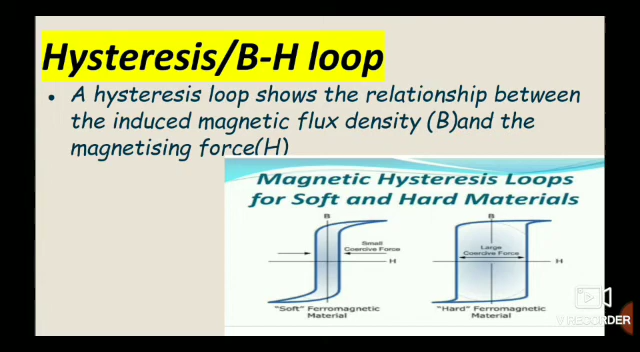 Hysteresis/B-H loop
• A hysteresis loop shows the relationship between
the induced magnetic flux density (B)and the
magnetising force(H)
Magnetic Hysteresis Loops
for Soft and Hard Materials
B
Small
Coercive Force
H
"Soft" Ferromagnetic
Material
B
Large
Coercive Force
H
"Hard" Ferromagnetic
Material
V RECORDER